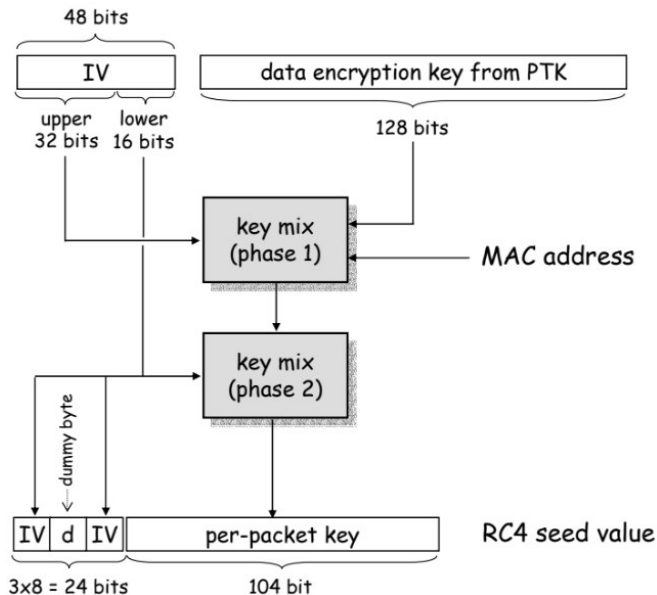 48 bits
IV
data encryption key from PTK
upper
32 bits
lower
16 bits
128 bits
key mix
(phase 1)
MAC address
key mix
(phase 2)
dummy byte
IV
d
IV
per-packet key
RC4 seed value
3x8 = 24 bits
104 bit